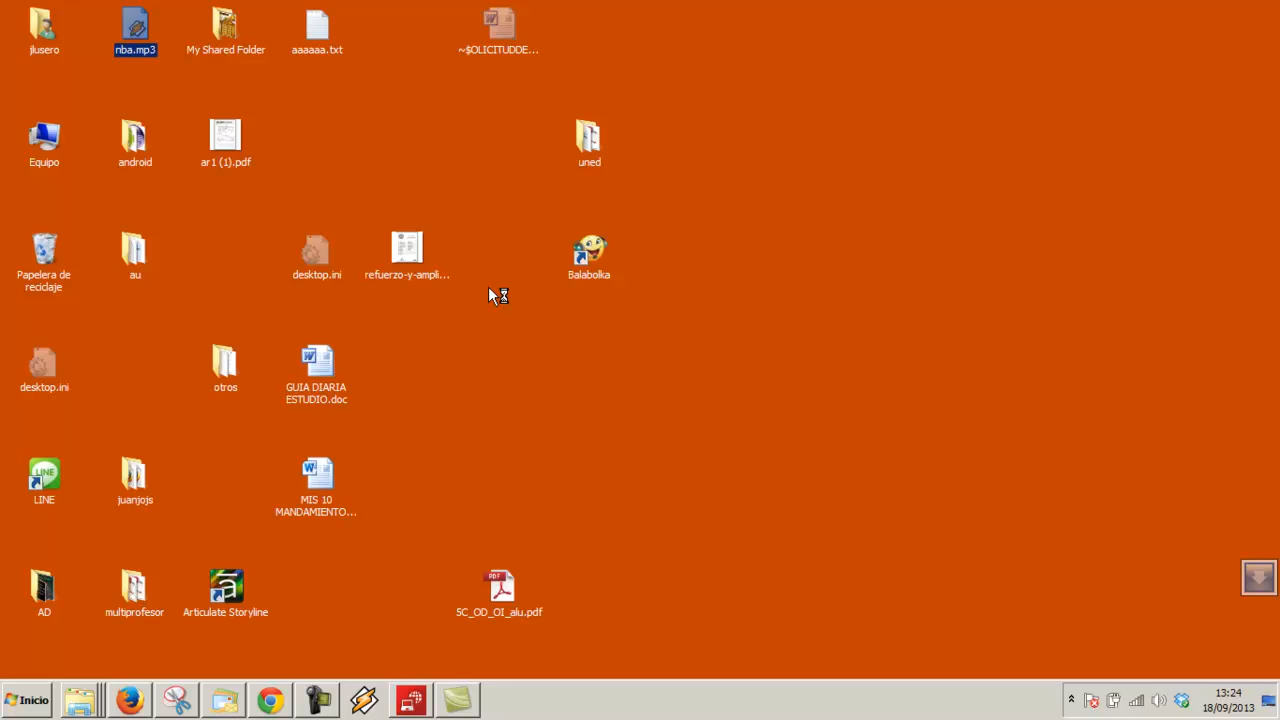 jlusero
nba.mp3
My Shared Folder
aaaaaa.txt
~$OLICITUDDE...
Equipo
android
ar1 (1).pdf
uned
Papelera de
reciclaje
au
desktop.ini
refuerzo-y-ampli...
Balabolka
desktop.ini
otros
GUIA DIARIA
ESTUDIO.doc
LINE
LINE
juanjojs
MIS 10
MANDAMIENTO...
AD
multiprofesor
Articulate Storyline
PDF
5C_OD_OI_alu.pdf
Inicio
13:24
18/09/2013